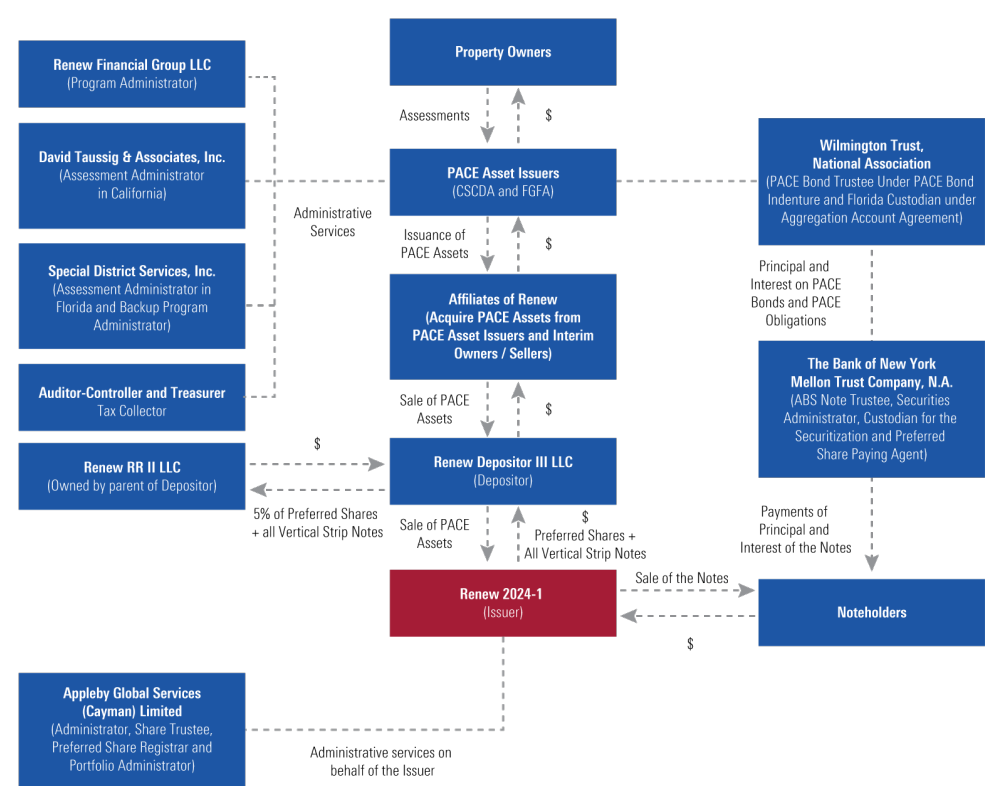 Renew Financial Group LLC
(Program Administrator)
David Taussig & Associates, Inc.
(Assessment Administrator
in California)
Special District Services, Inc.
(Assessment Administrator in
Florida and Backup Program
Administrator)
Auditor-Controller and Treasurer
Tax Collector
Renew RR II LLC
(Owned by parent of Depositor)
Administrative
Services
$
5% of Preferred Shares
+ all Vertical Strip Notes
Property Owners
Assessments
$
PACE Asset Issuers
(CSCDA and FGFA)
Issuance of
PACE Assets
$
Affiliates of Renew
(Acquire PACE Assets from
PACE Asset Issuers and Interim
Owners / Sellers)
Sale of PACE
Assets
$
Renew Depositor III LLC
(Depositor)
Sale of PACE
Assets
$
Preferred Shares +
All Vertical Strip Notes
Renew 2024-1
(Issuer)
Wilmington Trust,
National Association
(PACE Bond Trustee Under PACE Bond
Indenture and Florida Custodian under
Aggregation Account Agreement)
Principal and
Interest on PACE
Bonds and PACE
Obligations
The Bank of New York
Mellon Trust Company, N.A.
(ABS Note Trustee, Securities
Administrator, Custodian for the
Securitization and Preferred
Share Paying Agent)
Payments of
Principal and
Interest of the Notes
Sale of the Notes
$
Noteholders
Appleby Global Services
(Cayman) Limited
(Administrator, Share Trustee,
Preferred Share Registrar and
Portfolio Administrator)
Administrative services on
behalf of the Issuer